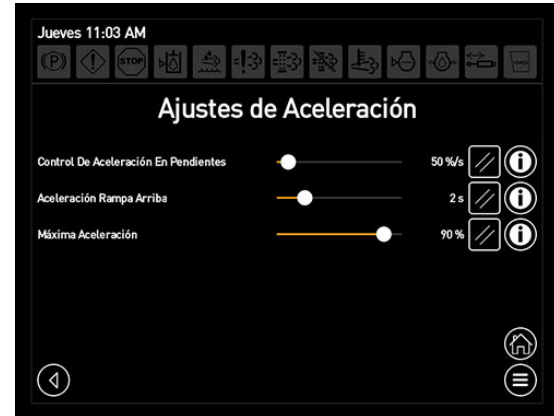 Jueves 11:03 AM
(P) STOP
Ajustes de Aceleración
Control De Aceleración En Pendientes 50 %/s
Aceleración Rampa Arriba 2 s
Máxima Aceleración 90 %